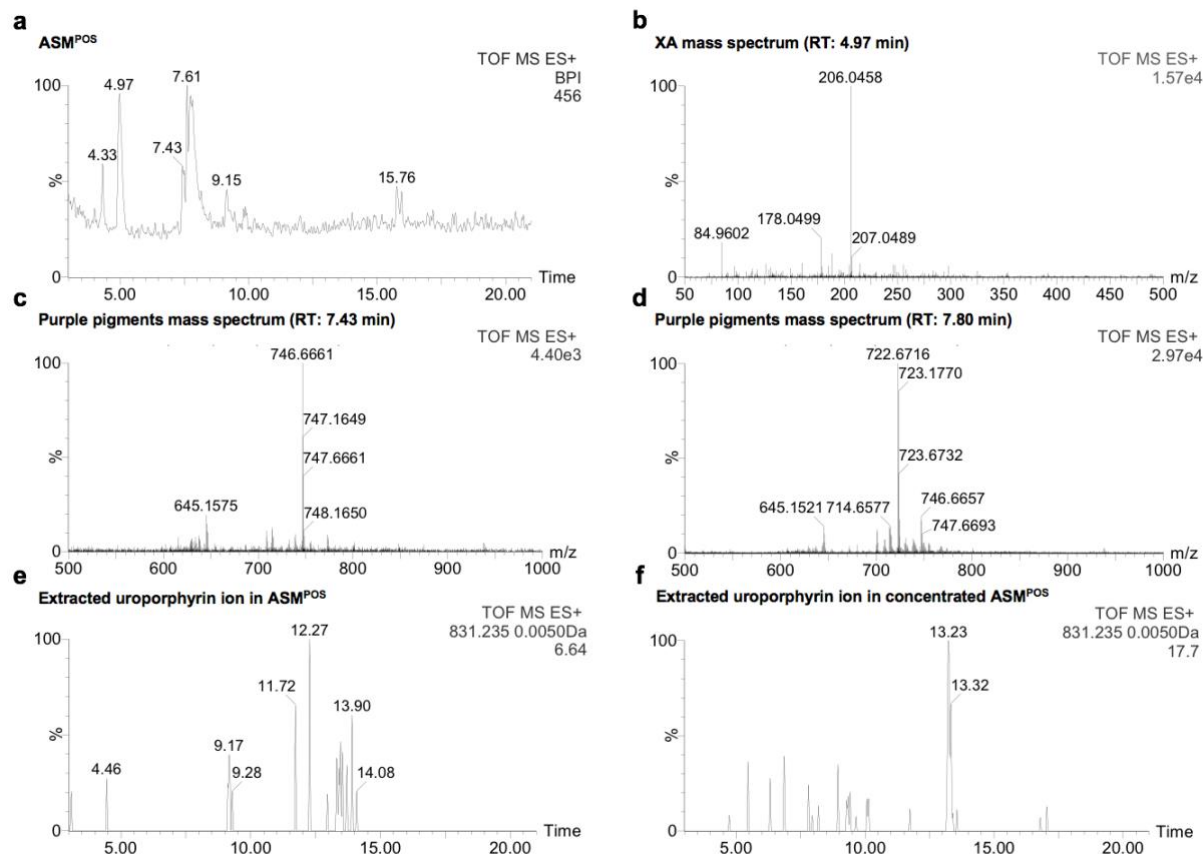 a
ASMPOS
TOF MS ES+
BPI
456
100
%
0
4.33
4.97
7.43
7.61
9.15
15.76
Time
5.00 10.00 15.00 20.00
b
XA mass spectrum (RT: 4.97 min)
TOF MS ES+
1.57e4
100
%
0
206.0458
178.0499
84.9602
207.0489
m/z
50 100 150 200 250 300 350 400 450 500
c
Purple pigments mass spectrum (RT: 7.43 min)
TOF MS ES+
4.40e3
100
%
0
746.6661
747.1649
747.6661
645.1575
748.1650
m/z
500 600 700 800 900 1000
d
Purple pigments mass spectrum (RT: 7.80 min)
TOF MS ES+
2.97e4
100
%
0
722.6716
723.1770
723.6732
645.1521 714.6577
746.6657
747.6693
m/z
500 600 700 800 900 1000
e
Extracted uroporphyrin ion in ASMPOS
TOF MS ES+
831.235 0.0050Da
6.64
100
%
0
12.27
11.72
13.90
9.17
9.28
4.46
14.08
Time
5.00 10.00 15.00 20.00
f
Extracted uroporphyrin ion in concentrated ASMPOS
TOF MS ES+
831.235 0.0050Da
17.7
100
%
0
13.23
13.32
Time
5.00 10.00 15.00 20.00